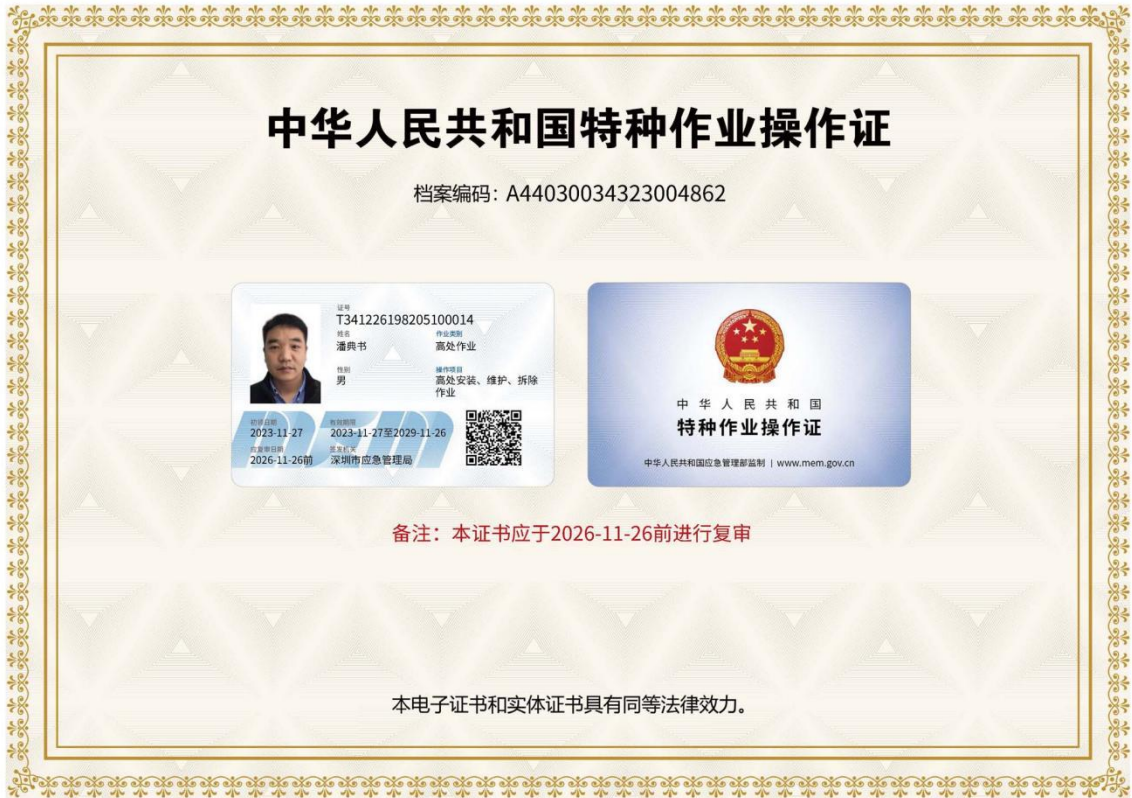 中华人民共和国特种作业操作证
档案编码：A44030034323004862
证号
T341226198205100014
姓名
潘典书
作业类别
高处作业
性别
男
操作项目
高处安装、维护、拆除
作业
初领日期
2023-11-27
有效期限
2023-11-27至2029-11-26
应复审日期
2026-11-26前
签发机关
深圳市应急管理局
中华人民共和国
特种作业操作证
中华人民共和国应急管理部监制 | www.mem.gov.cn
备注：本证书应于2026-11-26前进行复审
本电子证书和实体证书具有同等法律效力。